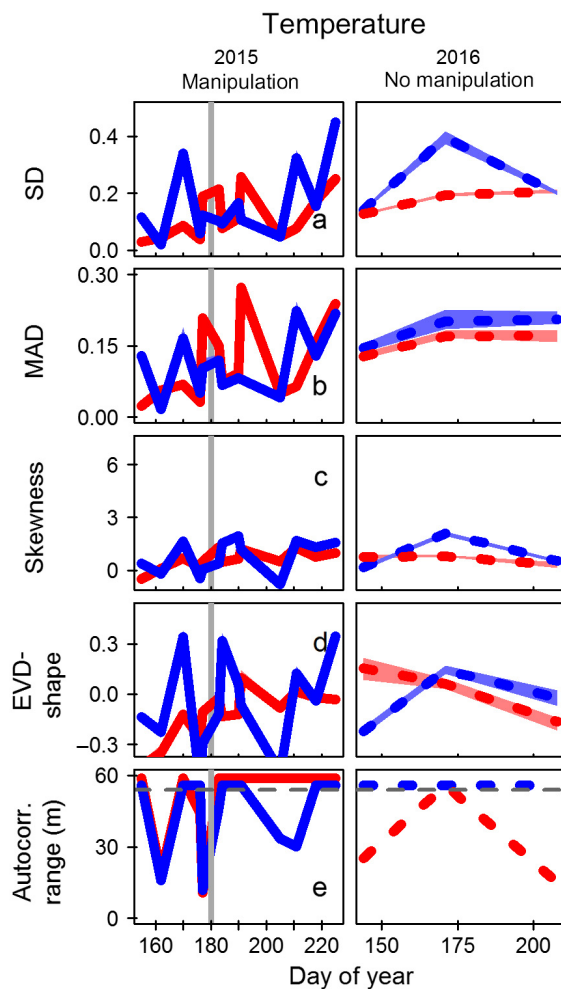 Temperature
2015
Manipulation
2016
No manipulation
SD
0.4
0.2
0.0
a
MAD
0.30
0.15
0.00
b
Skewness
6
3
0
c
EVD-
shape
0.3
0.0
−0.3
d
Autocorr.
range (m)
60
30
0
e
160 180 200 220
150 175 200
Day of year